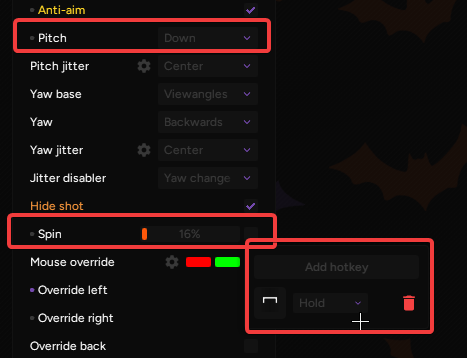 Anti-aim
Pitch Down
Pitch jitter Center
Yaw base Viewangles
Yaw Backwards
Yaw jitter Center
Jitter disabler Yaw change
Hide shot
Spin 16%
Mouse override
Add hotkey
Override left
Hold
Override right
Override back